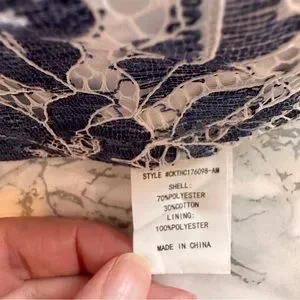 STYLE #CKTHC176098-AM
SHELL:
70%POLYESTER
30%COTTON
LINING:
100%POLYESTER
MADE IN CHINA